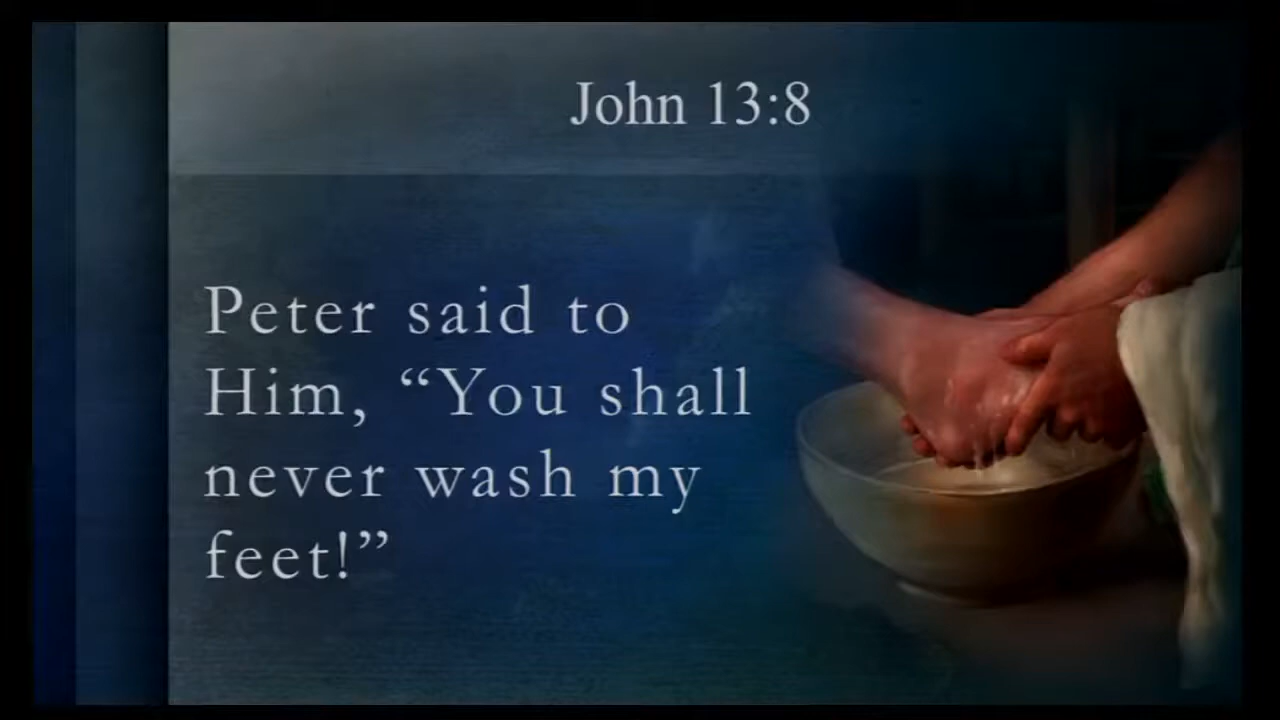 John 13:8
Peter said to
Him, “You shall
never wash my
feet!”